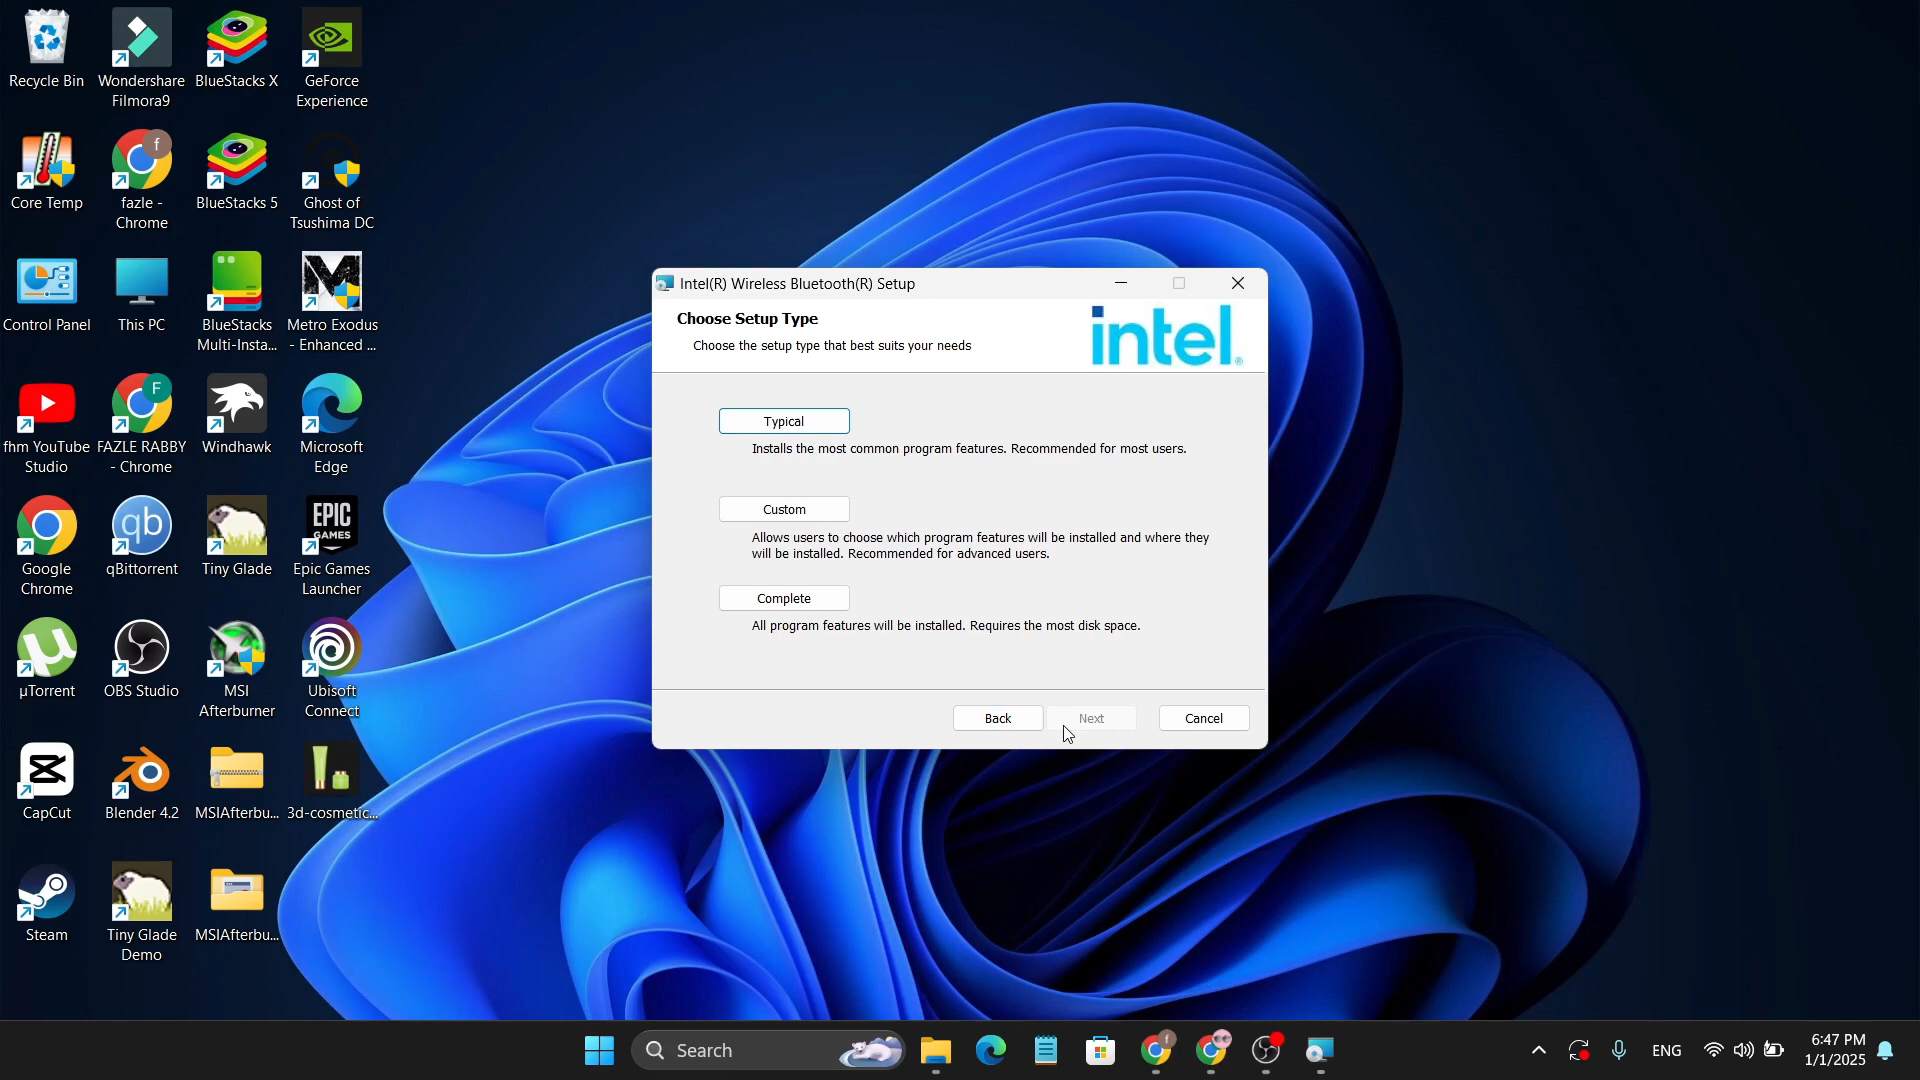 Recycle Bin
Wondershare
Filmora9
BlueStacks X
GeForce
Experience
Core Temp
f
fazle -
Chrome
BlueStacks 5
Ghost of
Tsushima DC
Control Panel
This PC
BlueStacks
Multi-Insta...
Metro Exodus
- Enhanced ...
fhm YouTube
Studio
F
FAZLE RABBY
- Chrome
Windhawk
Microsoft
Edge
Google
Chrome
qb
qBittorrent
Tiny Glade
EPIC
GAMES
Epic Games
Launcher
µTorrent
OBS Studio
MSI
Afterburner
Ubisoft
Connect
CapCut
Blender 4.2
MSIAfterbu...
3d-cosmetic...
Steam
Tiny Glade
Demo
MSIAfterbu...
Intel(R) Wireless Bluetooth(R) Setup
Choose Setup Type
Choose the setup type that best suits your needs
intel
Typical
Installs the most common program features. Recommended for most users.
Custom
Allows users to choose which program features will be installed and where they
will be installed. Recommended for advanced users.
Complete
All program features will be installed. Requires the most disk space.
Back
Next
Cancel
Search
f
ENG
6:47 PM
1/1/2025